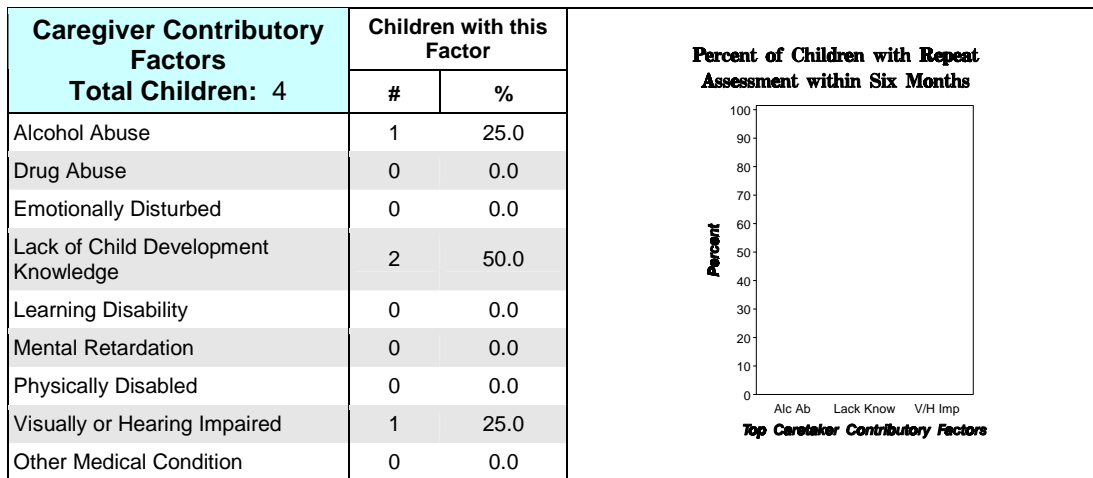 Caregiver Contributory
Factors
Total Children: 4
Children with this
Factor
# %
Alcohol Abuse 1 25.0
Drug Abuse 0 0.0
Emotionally Disturbed 0 0.0
Lack of Child Development
Knowledge 2 50.0
Learning Disability 0 0.0
Mental Retardation 0 0.0
Physically Disabled 0 0.0
Visually or Hearing Impaired 1 25.0
Other Medical Condition 0 0.0
Percent of Children with Repeat
Assessment within Six Months
Percent
100
90
80
70
60
50
40
30
20
10
0
Alc Ab Lack Know V/H Imp
Top Caretaker Contributory Factors